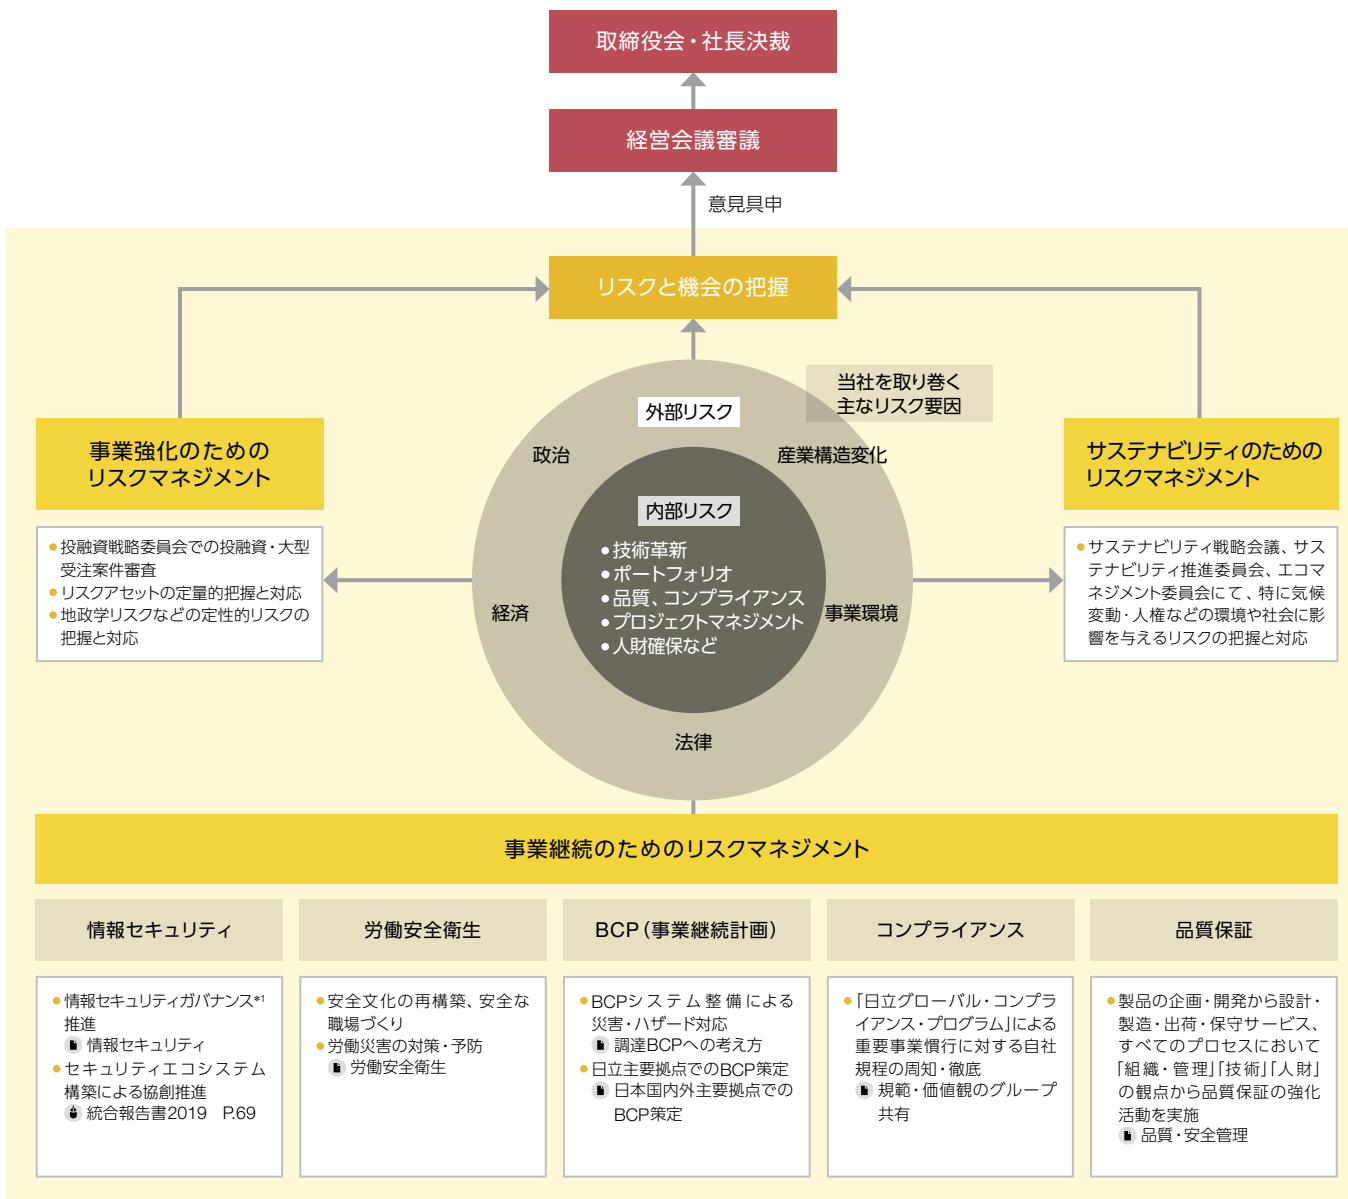 取締役会・社長決裁
経営会議審議
意見具申
リスクと機会の把握
当社を取り巻く
主なリスク要因
外部リスク
政治
産業構造変化
経済
事業環境
法律
内部リスク
●技術革新
●ポートフォリオ
●品質、コンプライアンス
●プロジェクトマネジメント
●人財確保など
事業強化のための
リスクマネジメント
●投融資戦略委員会での投融資・大型
受注案件審査
●リスクアセットの定量的把握と対応
●地政学リスクなどの定性的リスクの
把握と対応
サステナビリティのための
リスクマネジメント
●サステナビリティ戦略会議、サス
テナビリティ推進委員会、エコマ
ネジメント委員会にて、特に気候
変動・人権などの環境や社会に影
響を与えるリスクの把握と対応
事業継続のためのリスクマネジメント
情報セキュリティ
●情報セキュリティガバナンス*1
推進
情報セキュリティ
●セキュリティエコシステム
構築による協創推進
統合報告書2019 P.69
労働安全衛生
●安全文化の再構築、安全な
職場づくり
●労働災害の対策・予防
労働安全衛生
BCP(事業継続計画)
●BCPシステム整備による
災害・ハザード対応
調達BCPへの考え方
●日立主要拠点でのBCP策定
日本国内外主要拠点での
BCP策定
コンプライアンス
●「日立グローバル・コンプラ
イアンス・プログラム」による
重要事業慣行に対する自社
規程の周知・徹底
規範・価値観のグループ
共有
品質保証
●製品の企画・開発から設計・
製造・出荷・保守サービス、
すべてのプロセスにおいて
「組織・管理」「技術」「人財」
の観点から品質保証の強化
活動を実施
品質・安全管理